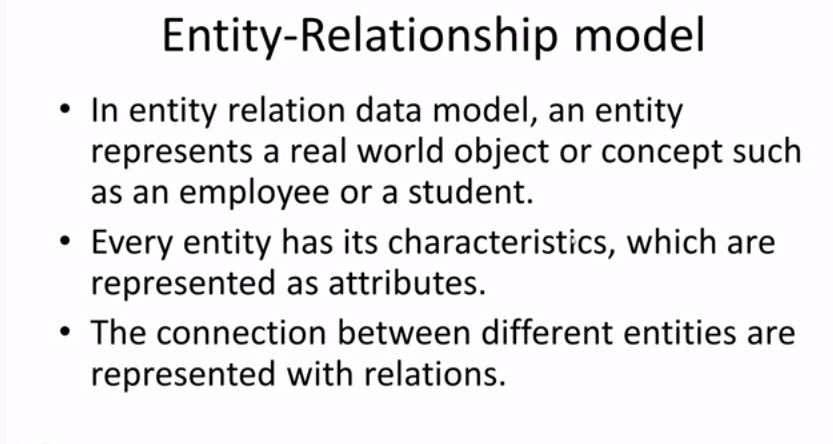 Entity-Relationship model
• In entity relation data model, an entity
represents a real world object or concept such
as an employee or a student.
• Every entity has its characteristics, which are
represented as attributes.
• The connection between different entities are
represented with relations.